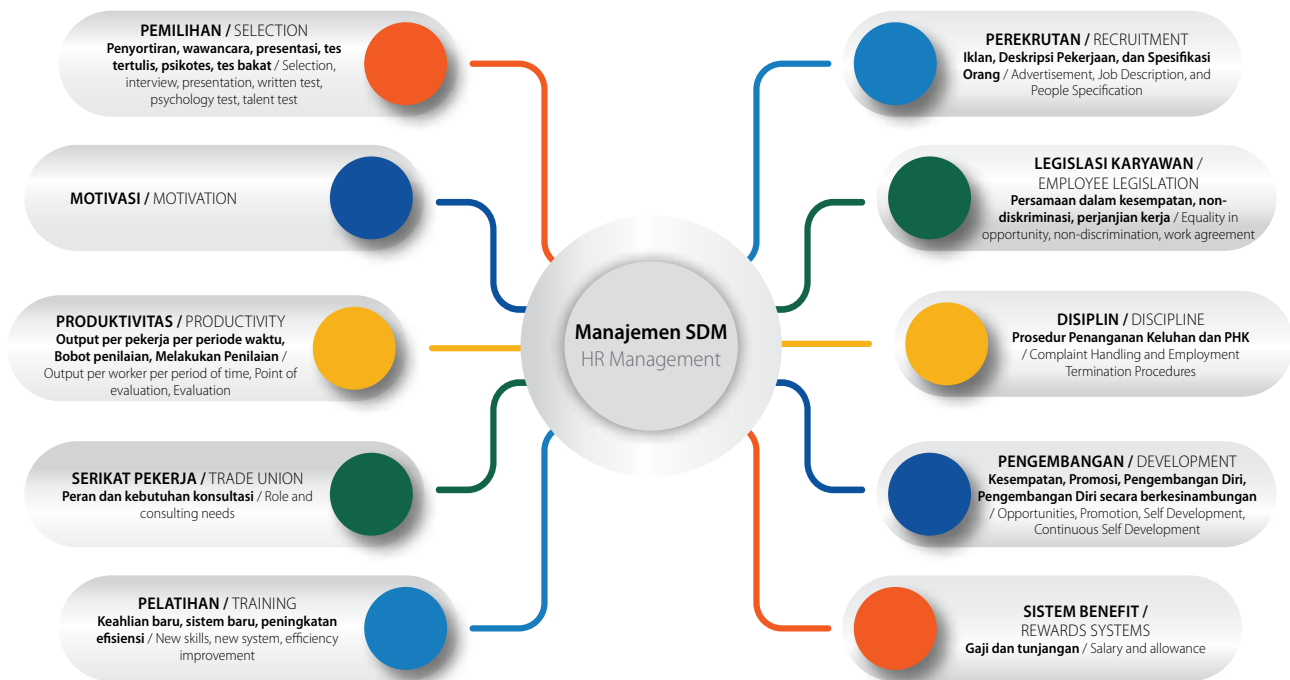 PEMILIHAN / SELECTION
Penyortiran, wawancara, presentasi, tes
tertulis, psikotes, tes bakat / Selection,
interview, presentation, written test,
psychology test, talent test
MOTIVASI / MOTIVATION
PRODUKTIVITAS / PRODUCTIVITY
Output per pekerja per periode waktu,
Bobot penilaian, Melakukan Penilaian /
Output per worker per period of time, Point of
evaluation, Evaluation
SERIKAT PEKERJA / TRADE UNION
Peran dan kebutuhan konsultasi / Role and
consulting needs
PELATIHAN / TRAINING
Keahlian baru, sistem baru, peningkatan
efisiensi / New skills, new system, efficiency
improvement
Manajemen SDM
HR Management
PEREKRUTAN / RECRUITMENT
Iklan, Deskripsi Pekerjaan, dan Spesifikasi
Orang / Advertisement, Job Description, and
People Specification
LEGISLASI KARYAWAN /
EMPLOYEE LEGISLATION
Persamaan dalam kesempatan, non-
diskriminasi, perjanjian kerja / Equality in
opportunity, non-discrimination, work agreement
DISIPLIN / DISCIPLINE
Prosedur Penanganan Keluhan dan PHK
/ Complaint Handling and Employment
Termination Procedures
PENGEMBANGAN / DEVELOPMENT
Kesempatan, Promosi, Pengembangan Diri,
Pengembangan Diri secara berkesinambungan
/ Opportunities, Promotion, Self Development,
Continuous Self Development
SISTEM BENEFIT /
REWARDS SYSTEMS
Gaji dan tunjangan / Salary and allowance